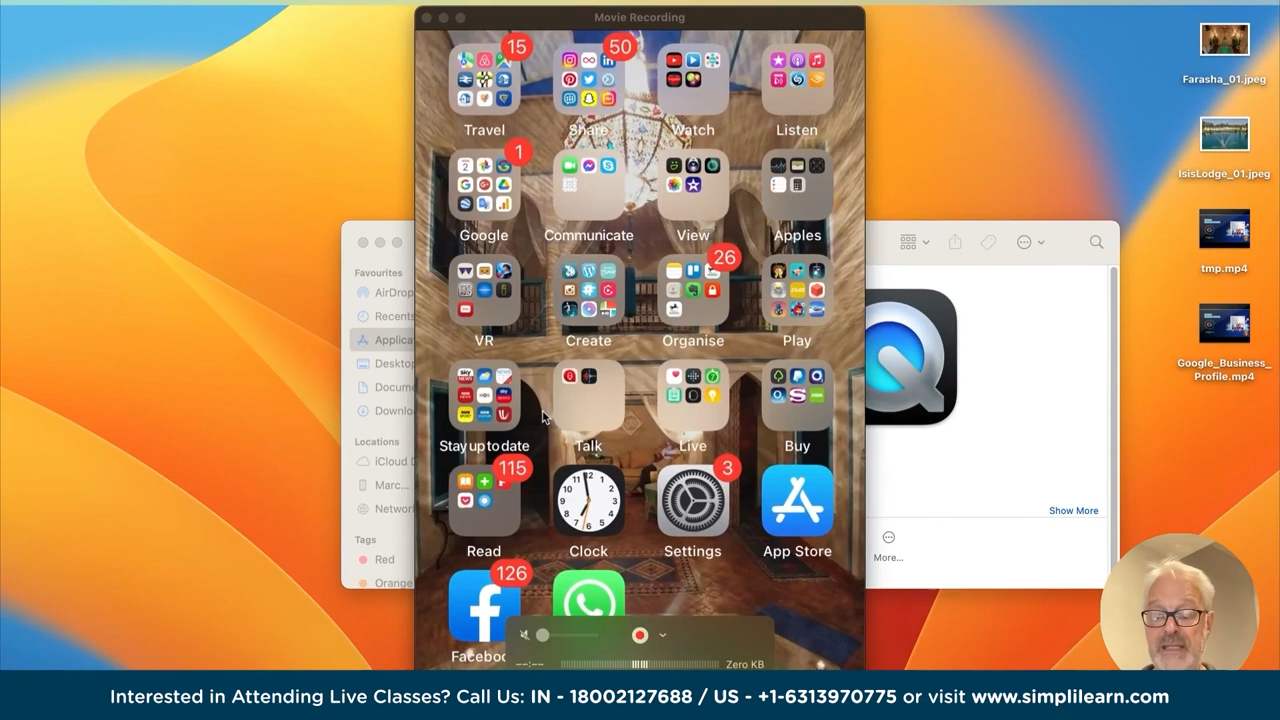 Movie Recording
15
50
Travel
Share
Watch
Listen
1
Google
Communicate
View
Apples
26
VR
Create
Organise
Play
Stay up to date
Talk
Live
Buy
115
3
Read
Clock
Settings
App Store
126
Faceboo
--:--
Zero KB
Favourites
AirDrop
Recents
Applica
Desktop
Docume
Downlo
Locations
iCloud
Marc...
Network
Tags
Red
Orange
Show More
More...
Farasha_01.jpeg
IsisLodge_01.jpeg
tmp.mp4
Google_Business_
Profile.mp4
Interested in Attending Live Classes? Call Us: IN - 18002127688 / US - +1-6313970775 or visit www.simplilearn.com